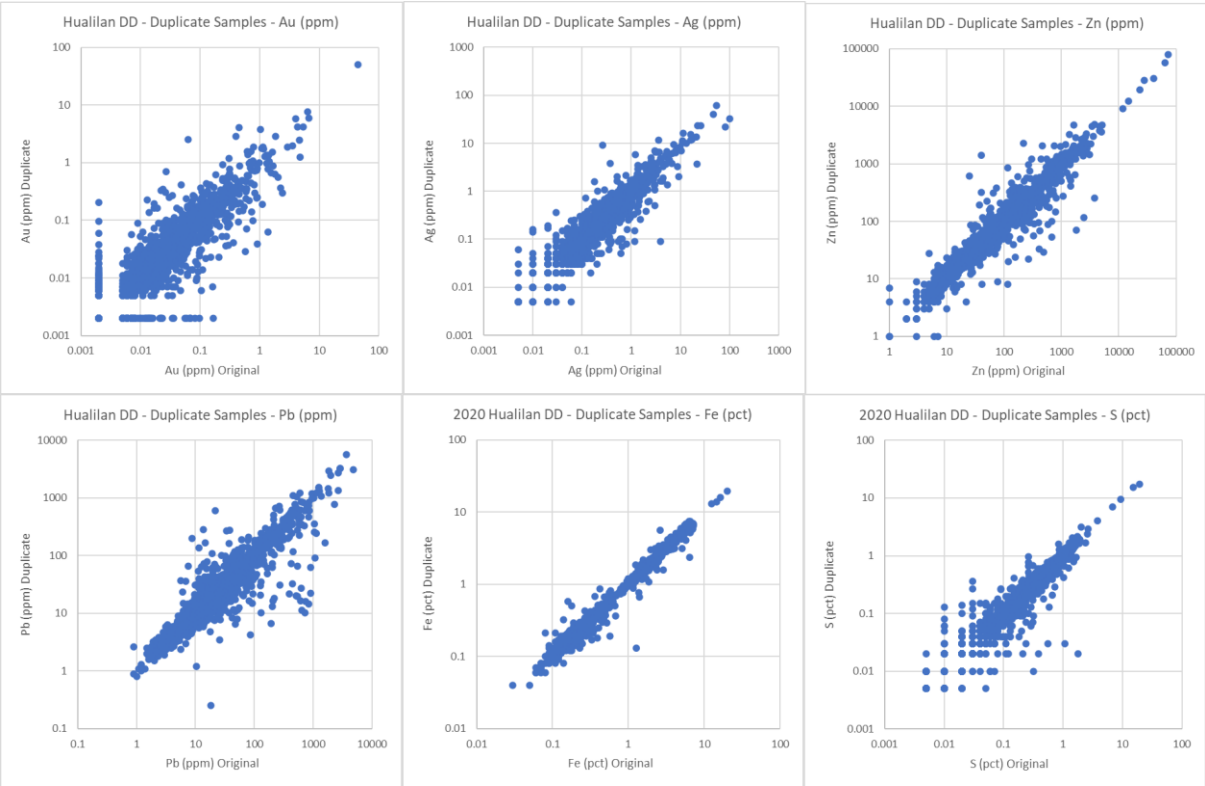 Hualilan DD - Duplicate Samples - Au (ppm)
100
10
1
0.1
0.01
0.001
0.001 0.01 0.1 1 10 100
Au (ppm) Duplicate
Au (ppm) Original
Hualilan DD - Duplicate Samples - Ag (ppm)
1000
100
10
1
0.1
0.01
0.001
0.001 0.01 0.1 1 10 100 1000
Ag (ppm) Duplicate
Ag (ppm) Original
Hualilan DD - Duplicate Samples - Zn (ppm)
100000
10000
1000
100
10
1
1 10 100 1000 10000 100000
Zn (ppm) Duplicate
Zn (ppm) Original
Hualilan DD - Duplicate Samples - Pb (ppm)
10000
1000
100
10
1
0.1
0.1 1 10 100 1000 10000
Pb (ppm) Duplicate
Pb (ppm) Original
2020 Hualilan DD - Duplicate Samples - Fe (pct)
100
10
1
0.1
0.01
0.01 0.1 1 10 100
Fe (pct) Duplicate
Fe (pct) Original
2020 Hualilan DD - Duplicate Samples - S (pct)
100
10
1
0.1
0.01
0.001
0.001 0.01 0.1 1 10 100
S (pct) Duplicate
S (pct) Original